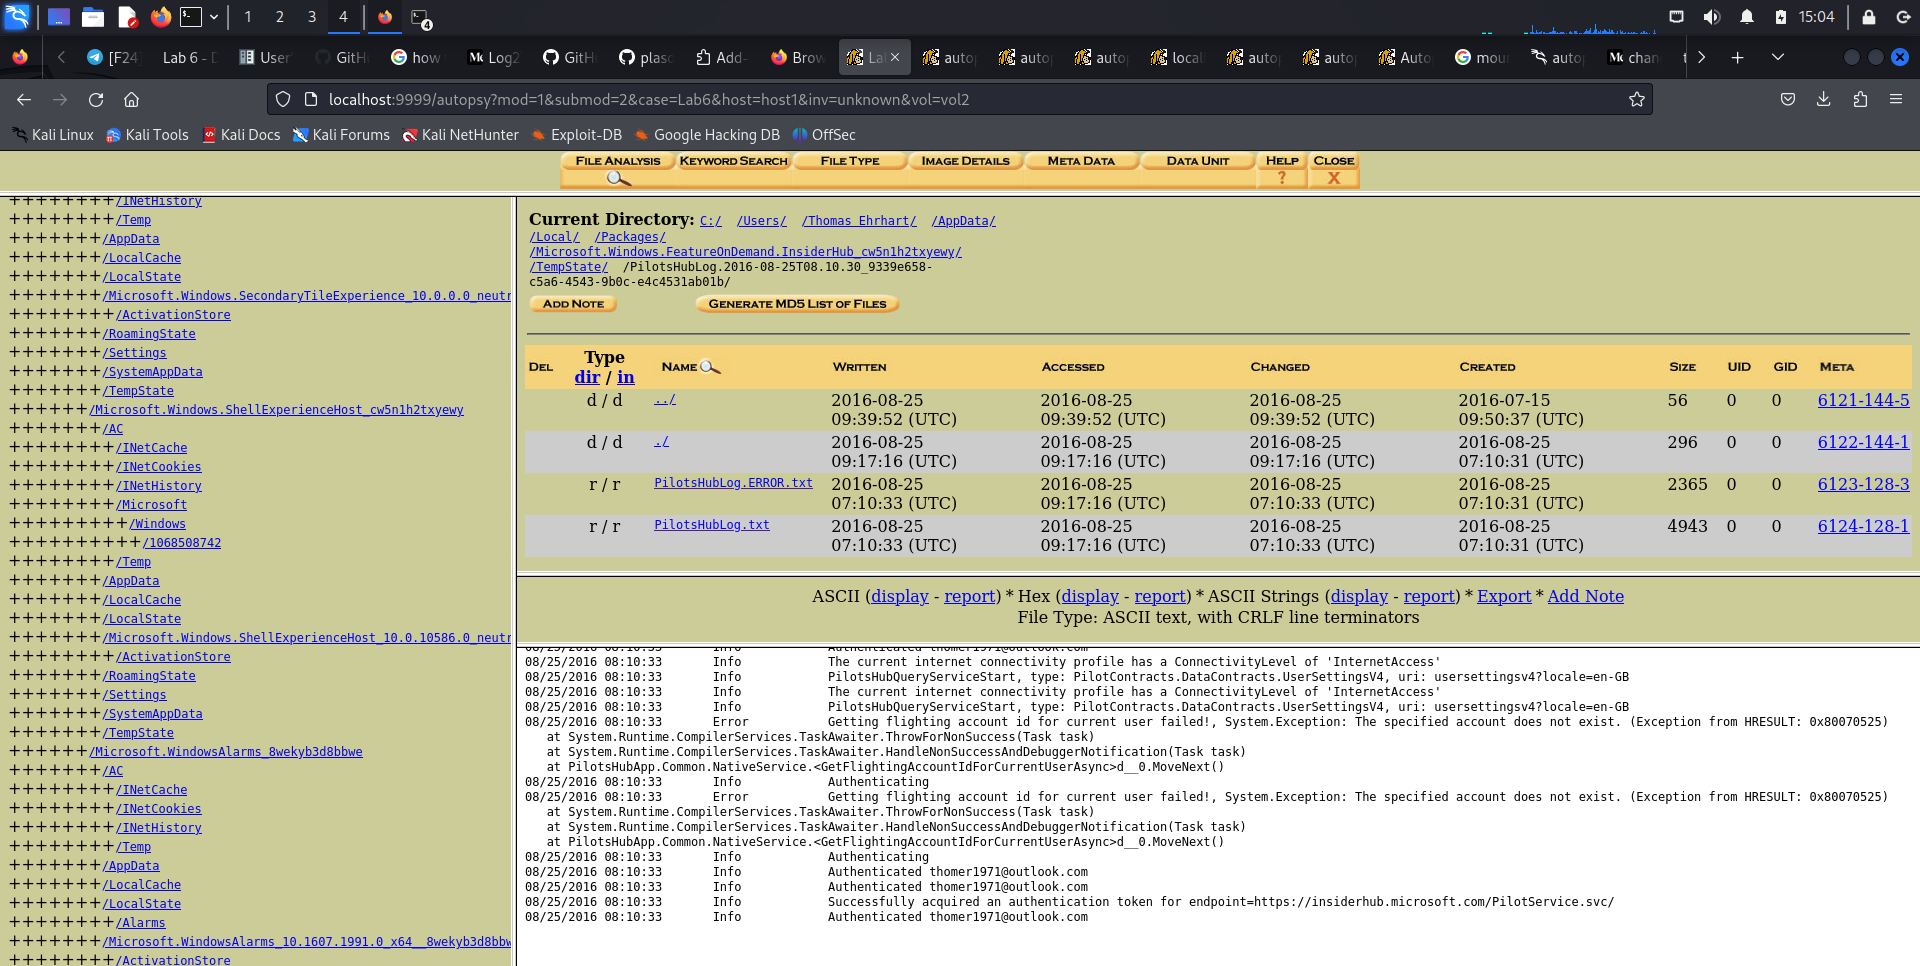 1
2
3
4
4
15:04
[F24
Lab 6 - D
User
GitH
how
Log2
GitH
plaso
Add-
Brow
La
auto
auto
auto
local
auto
auto
Auto
mou
auto
chan
t
localhost:9999/autopsy?mod=1&submod=2&case=Lab6&host=host1&inv=unknown&vol=vol2
Kali Linux
Kali Tools
Kali Docs
Kali Forums
Kali NetHunter
Exploit-DB
Google Hacking DB
OffSec
FILE ANALYSIS
KEYWORD SEARCH
FILE TYPE
IMAGE DETAILS
META DATA
DATA UNIT
HELP
CLOSE
?
X
++++++++/INetHistory
++++++++/Temp
+++++++/AppData
+++++++/LocalCache
+++++++/LocalState
+++++++/Microsoft.Windows.SecondaryTileExperience_10.0.0.0_neutr
++++++++/ActivationStore
+++++++/RoamingState
+++++++/Settings
+++++++/SystemAppData
+++++++/TempState
++++++/Microsoft.Windows.ShellExperienceHost_cw5n1h2txyewy
+++++++/AC
++++++++/INetCache
++++++++/INetCookies
++++++++/INetHistory
++++++++/Microsoft
+++++++++/Windows
++++++++++/1068508742
++++++++/Temp
+++++++/AppData
+++++++/LocalCache
+++++++/LocalState
+++++++/Microsoft.Windows.ShellExperienceHost_10.0.10586.0_neutr
++++++++/ActivationStore
+++++++/RoamingState
+++++++/Settings
+++++++/SystemAppData
+++++++/TempState
++++++/Microsoft.WindowsAlarms_8wekyb3d8bbwe
+++++++/AC
++++++++/INetCache
++++++++/INetCookies
++++++++/INetHistory
++++++++/Temp
+++++++/AppData
+++++++/LocalCache
+++++++/LocalState
++++++++/Alarms
+++++++/Microsoft.WindowsAlarms_10.1607.1991.0_x64__8wekyb3d8bbw
++++++++/ActivationStore
Current Directory: C:/ /Users/ /Thomas Ehrhart/ /AppData/
/Local/ /Packages/
/Microsoft.Windows.FeatureOnDemand.InsiderHub_cw5n1h2txyewy/
/TempState/ /PilotsHubLog.2016-08-25T08.10.30_9339e658-
c5a6-4543-9b0c-e4c4531ab01b/
ADD NOTE
GENERATE MD5 LIST OF FILES
DEL Type dir / in NAME WRITTEN ACCESSED CHANGED CREATED SIZE UID GID META
d / d ../ 2016-08-25 09:39:52 (UTC) 2016-08-25 09:39:52 (UTC) 2016-08-25 09:39:52 (UTC) 2016-07-15 09:50:37 (UTC) 56 0 0 6121-144-5
d / d ./ 2016-08-25 09:17:16 (UTC) 2016-08-25 09:17:16 (UTC) 2016-08-25 09:17:16 (UTC) 2016-08-25 07:10:31 (UTC) 296 0 0 6122-144-1
r / r PilotsHubLog.ERROR.txt 2016-08-25 07:10:33 (UTC) 2016-08-25 09:17:16 (UTC) 2016-08-25 07:10:33 (UTC) 2016-08-25 07:10:31 (UTC) 2365 0 0 6123-128-3
r / r PilotsHubLog.txt 2016-08-25 07:10:33 (UTC) 2016-08-25 09:17:16 (UTC) 2016-08-25 07:10:33 (UTC) 2016-08-25 07:10:31 (UTC) 4943 0 0 6124-128-1
ASCII (display - report) * Hex (display - report) * ASCII Strings (display - report) * Export * Add Note
File Type: ASCII text, with CRLF line terminators
08/25/2016 08:10:33 Info Authenticated thomer1971@outlook.com
08/25/2016 08:10:33 Info The current internet connectivity profile has a ConnectivityLevel of 'InternetAccess'
08/25/2016 08:10:33 Info PilotsHubQueryServiceStart, type: PilotContracts.DataContracts.UserSettingsV4, uri: usersettingsv4?locale=en-GB
08/25/2016 08:10:33 Info The current internet connectivity profile has a ConnectivityLevel of 'InternetAccess'
08/25/2016 08:10:33 Info PilotsHubQueryServiceStart, type: PilotContracts.DataContracts.UserSettingsV4, uri: usersettingsv4?locale=en-GB
08/25/2016 08:10:33 Error Getting flighting account id for current user failed!, System.Exception: The specified account does not exist. (Exception from HRESULT: 0x80070525)
at System.Runtime.CompilerServices.TaskAwaiter.ThrowForNonSuccess(Task task)
at System.Runtime.CompilerServices.TaskAwaiter.HandleNonSuccessAndDebuggerNotification(Task task)
at PilotsHubApp.Common.NativeService.<GetFlightingAccountIdForCurrentUserAsync>d__0.MoveNext()
08/25/2016 08:10:33 Info Authenticating
08/25/2016 08:10:33 Error Getting flighting account id for current user failed!, System.Exception: The specified account does not exist. (Exception from HRESULT: 0x80070525)
at System.Runtime.CompilerServices.TaskAwaiter.ThrowForNonSuccess(Task task)
at System.Runtime.CompilerServices.TaskAwaiter.HandleNonSuccessAndDebuggerNotification(Task task)
at PilotsHubApp.Common.NativeService.<GetFlightingAccountIdForCurrentUserAsync>d__0.MoveNext()
08/25/2016 08:10:33 Info Authenticating
08/25/2016 08:10:33 Info Authenticated thomer1971@outlook.com
08/25/2016 08:10:33 Info Authenticated thomer1971@outlook.com
08/25/2016 08:10:33 Info Successfully acquired an authentication token for endpoint=https://insiderhub.microsoft.com/PilotService.svc/
08/25/2016 08:10:33 Info Authenticated thomer1971@outlook.com